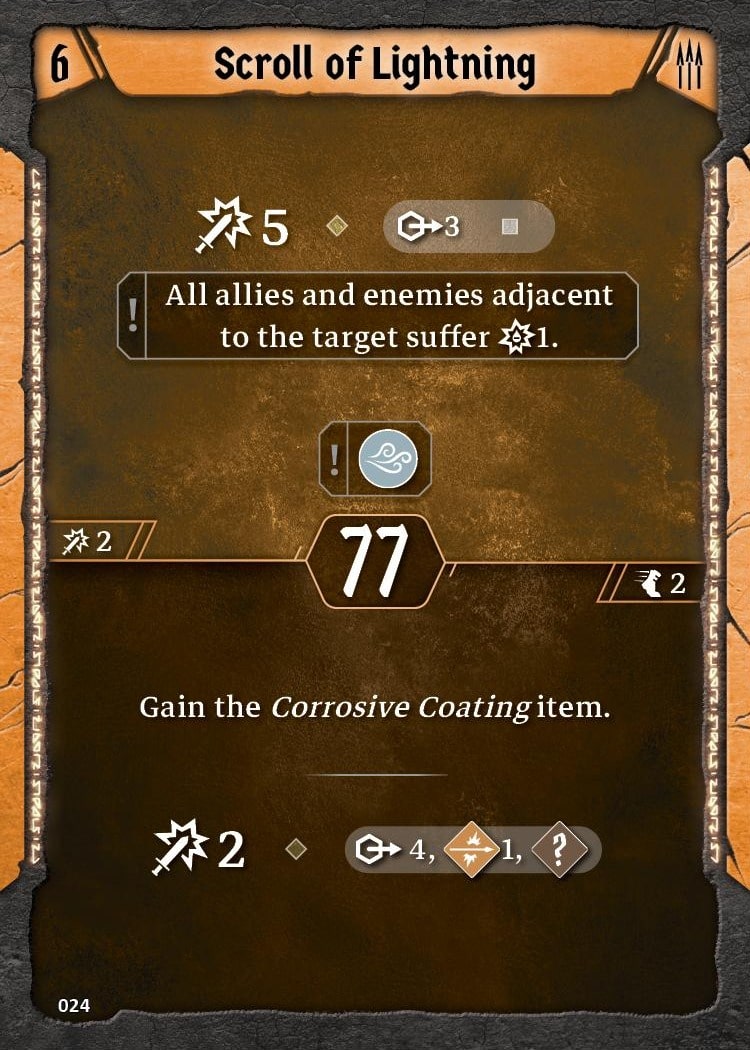 6 Scroll of Lightning
5 3
! All allies and enemies adjacent
to the target suffer 1.
!
2
77
2
Gain the Corrosive Coating item.
2 4, 1, ?
024